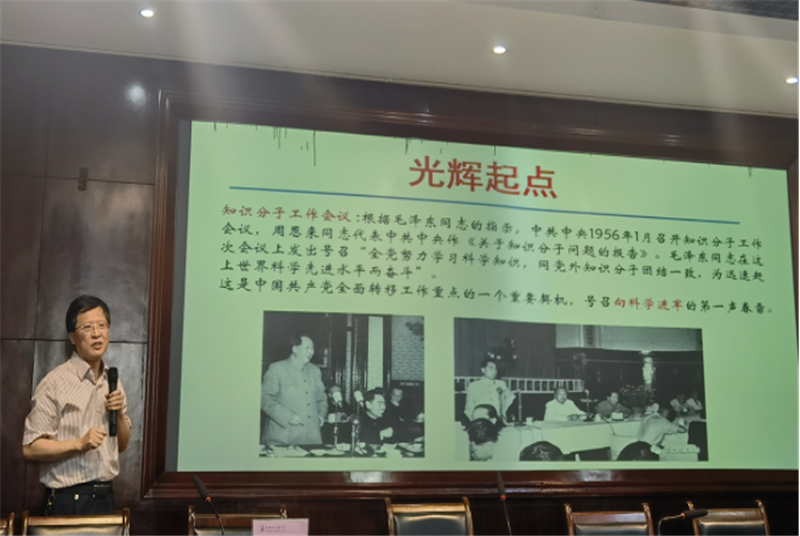 光辉起点
知识分子工作会议：根据毛泽东同志的指示，中共中央1956年1月召开知识分子工作
会议，周恩来同志代表中共中央作《关于知识分子问题的报告》。毛泽东同志在这
次会议上发出号召“全党努力学习科学知识，同党外知识分子团结一致，为迅速赶
上世界科学先进水平而奋斗”。
这是中国共产党全面转移工作重点的一个重要契机，号召向科学进军的第一声春雷。